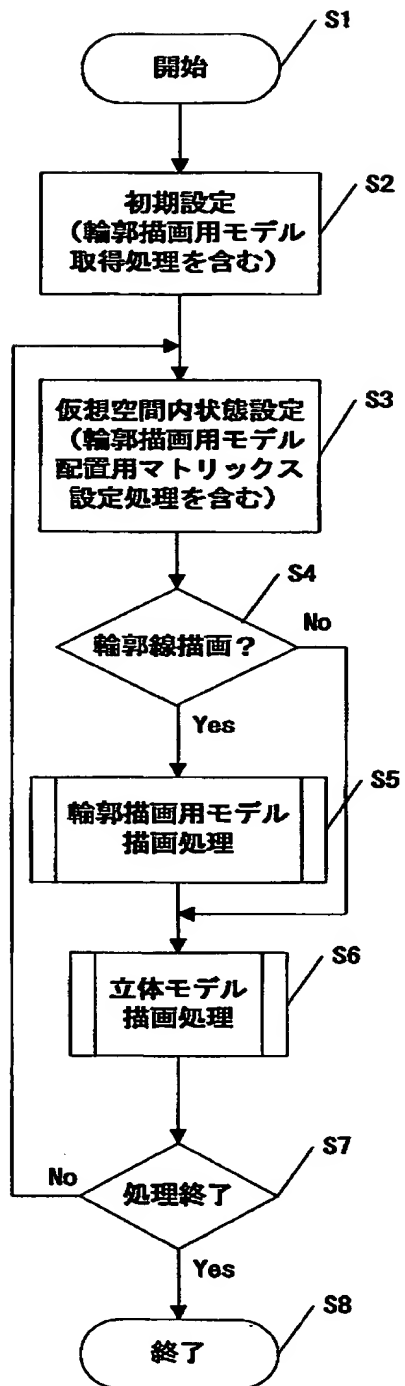 S1
開始
S2
初期設定
（輪郭描画用モデル
取得処理を含む）
S3
仮想空間内状態設定
（輪郭描画用モデル
配置用マトリックス
設定処理を含む）
S4
輪郭線描画？
No
Yes
S5
輪郭描画用モデル
描画処理
S6
立体モデル
描画処理
S7
処理終了
No
Yes
S8
終了